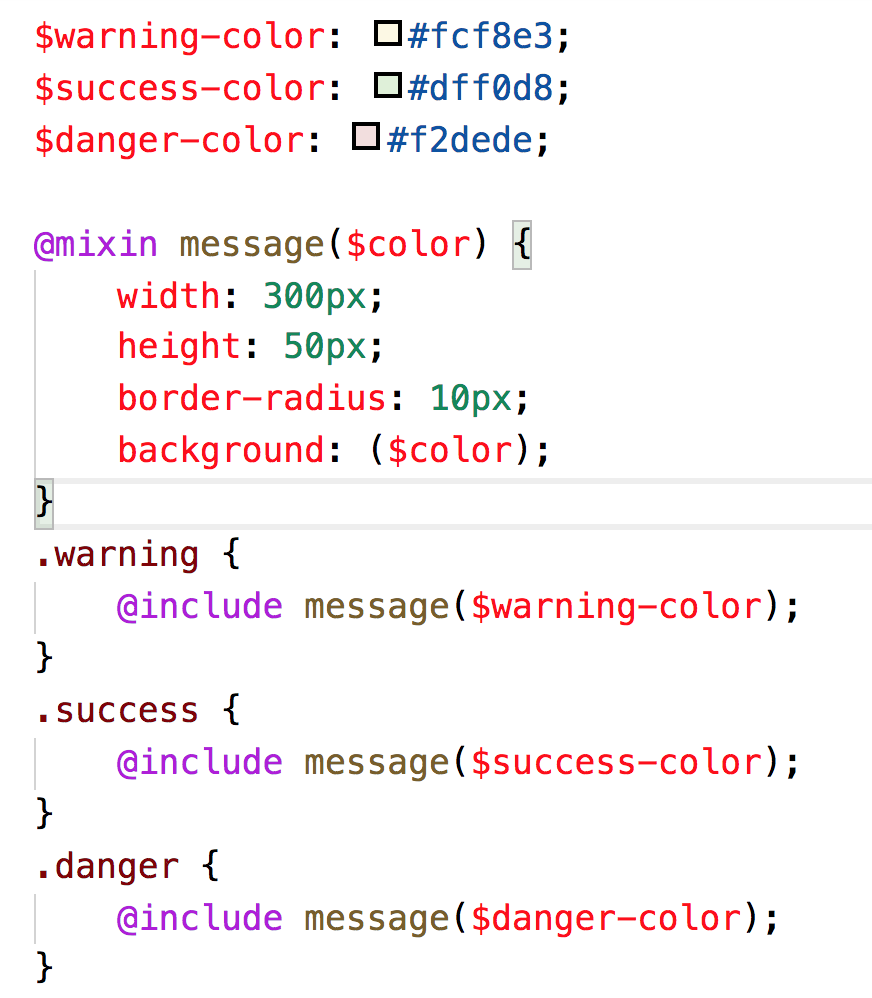 $warning-color: #fcf8e3;
$success-color: #dff0d8;
$danger-color: #f2dede;

@mixin message($color) {
    width: 300px;
    height: 50px;
    border-radius: 10px;
    background: ($color);
}
.warning {
    @include message($warning-color);
}
.success {
    @include message($success-color);
}
.danger {
    @include message($danger-color);
}